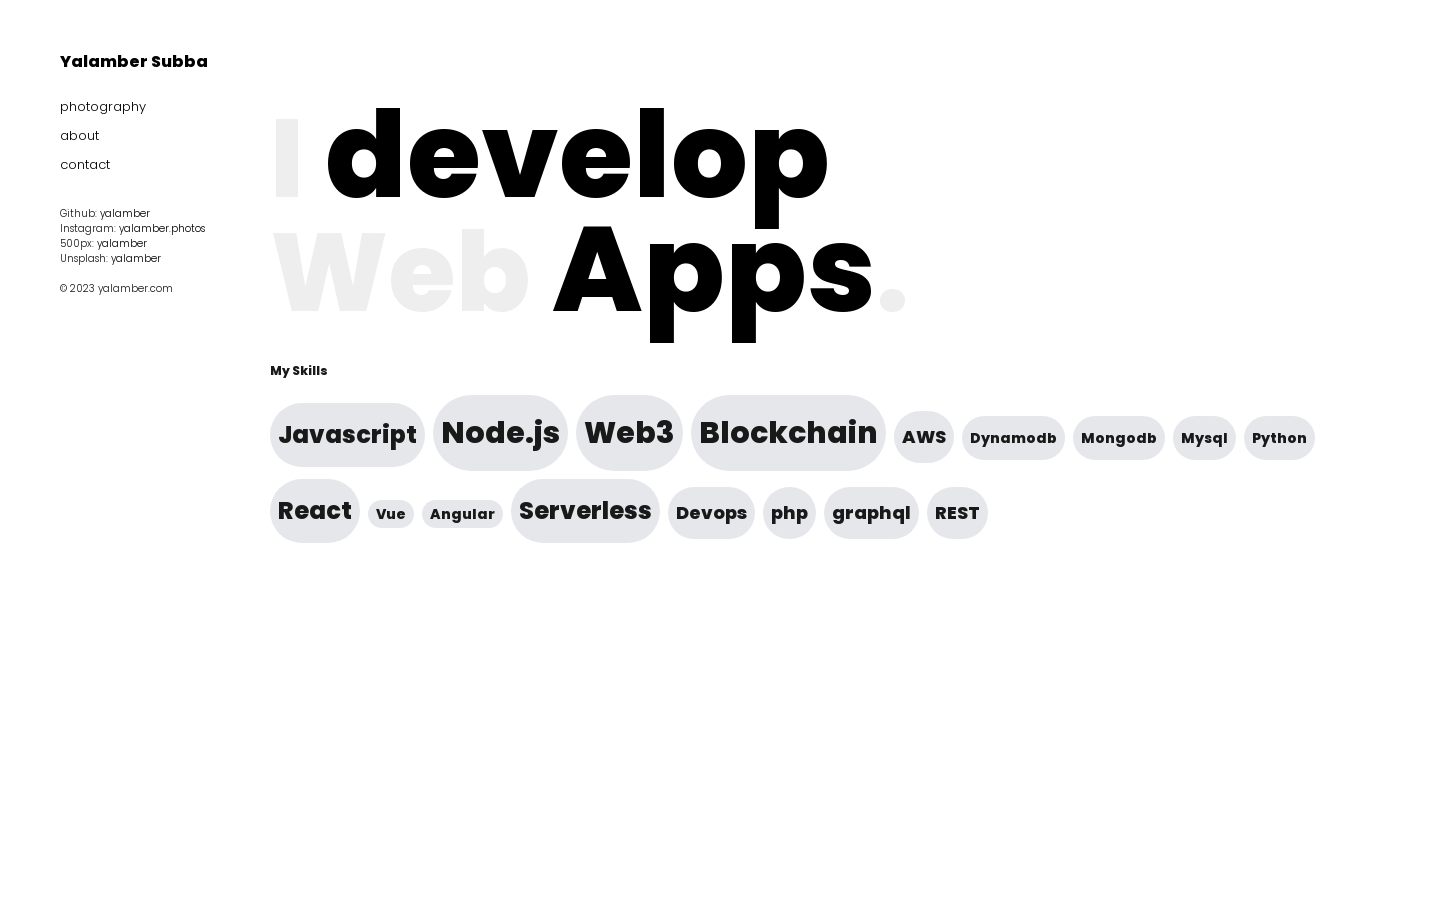 Yalamber Subba
photography
about
contact
Github: yalamber
Instagram: yalamber.photos
500px: yalamber
Unsplash: yalamber
© 2023 yalamber.com
I develop
Web Apps.
My Skills
Javascript Node.js Web3 Blockchain AWS Dynamodb Mongodb Mysql Python
React Vue Angular Serverless Devops php graphql REST